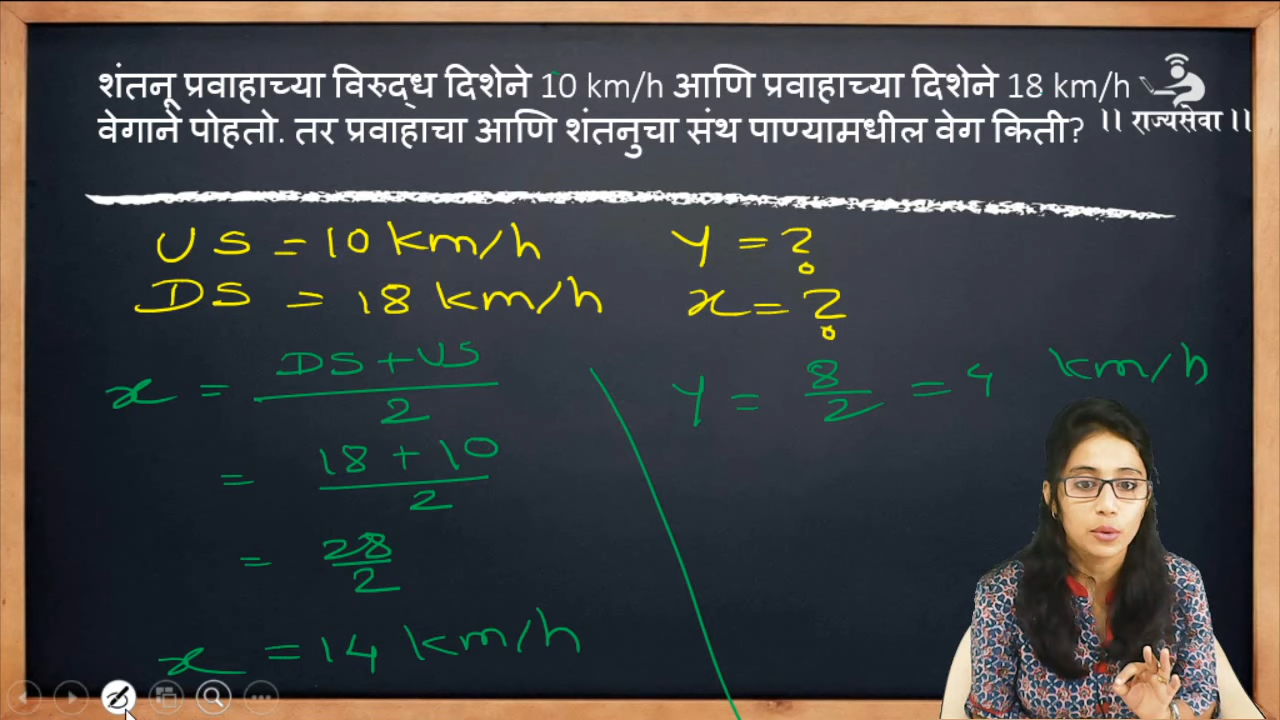 शंतनू प्रवाहाच्या विरुद्ध दिशेने 10 km/h आणि प्रवाहाच्या दिशेने 18 km/h
वेगाने पोहतो. तर प्रवाहाचा आणि शंतनुचा संथ पाण्यामधील वेग किती?
।। राज्यसेवा ।।
US = 10 km/h
DS = 18 km/h
y = ?
x = ?
x = DS + US / 2
= 18 + 10 / 2
= 28 / 2
x = 14 km/h
y = 8 / 2 = 4 km/h